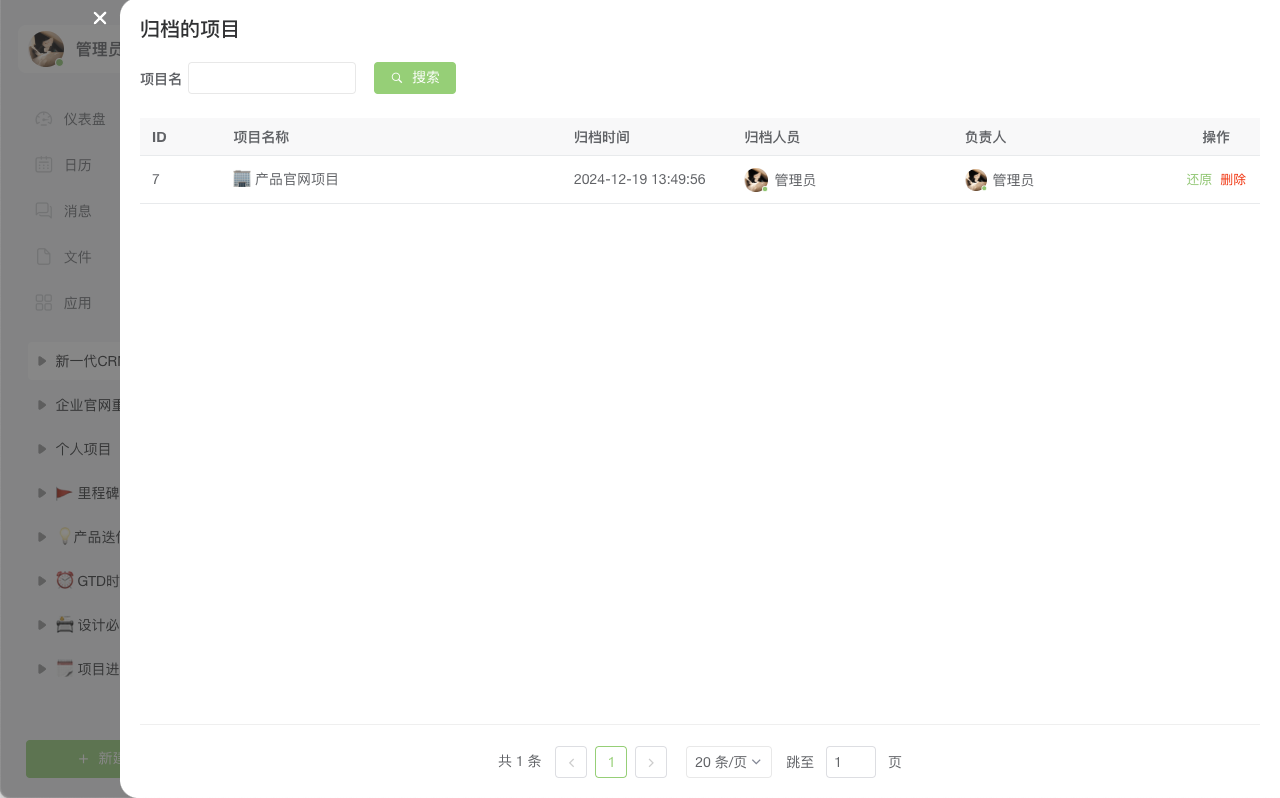 归档的项目
管理员
项目名
搜索
仪表盘
日历
消息
文件
应用
新一代CR
企业官网重
个人项目
里程碑
产品迭代
GTD时
设计必
项目进
新建
ID 项目名称 归档时间 归档人员 负责人 操作
7 产品官网项目 2024-12-19 13:49:56 管理员 管理员 还原 删除
共 1 条 1 20 条/页 跳至 1 页